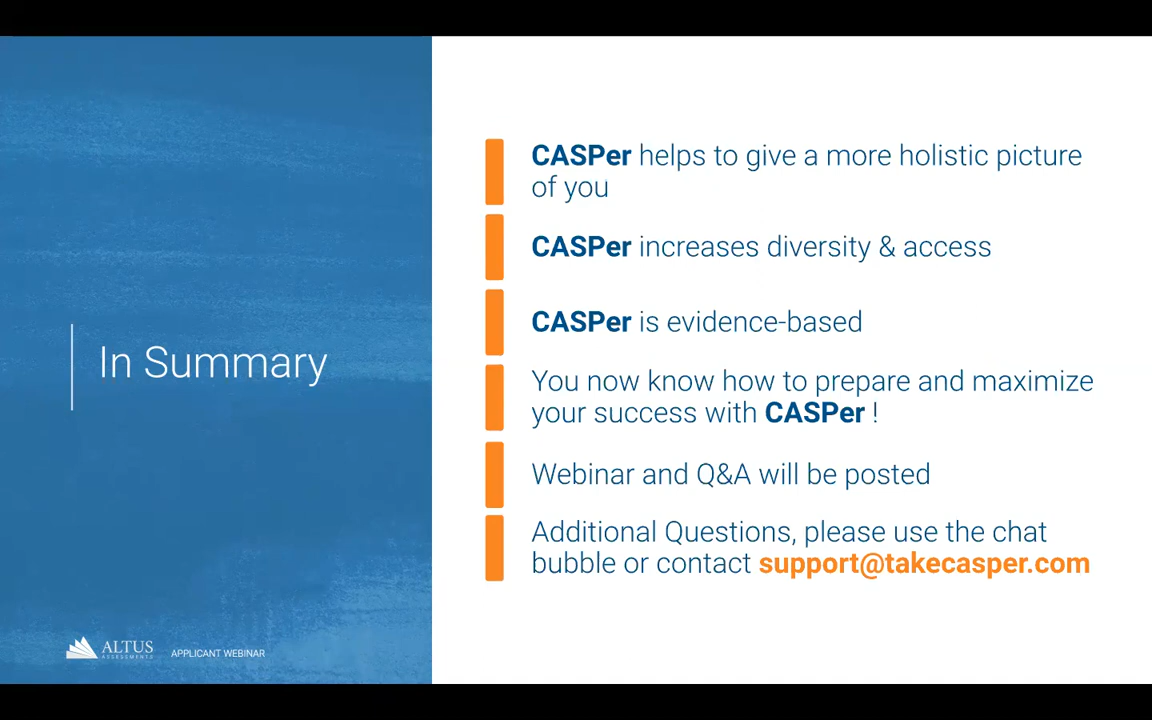 In Summary
CASPer helps to give a more holistic picture
of you
CASPer increases diversity & access
CASPer is evidence-based
You now know how to prepare and maximize
your success with CASPer !
Webinar and Q&A will be posted
Additional Questions, please use the chat
bubble or contact support@takecasper.com
ALTUS
ASSESSMENTS
APPLICANT WEBINAR